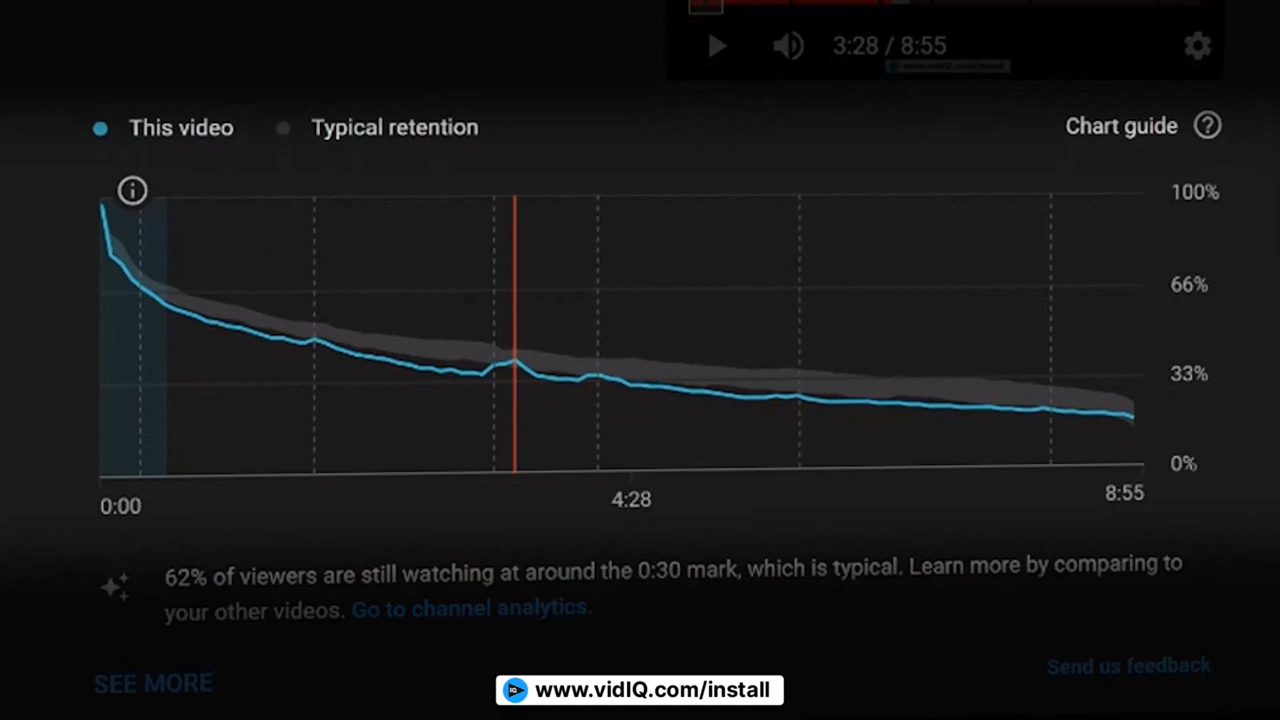 3:28 / 8:55
This video
Typical retention
Chart guide ?
100%
66%
33%
0%
0:00
4:28
8:55
62% of viewers are still watching at around the 0:30 mark, which is typical. Learn more by comparing to
your other videos. Go to channel analytics.
SEE MORE
Send us feedback
IQ www.vidIQ.com/install